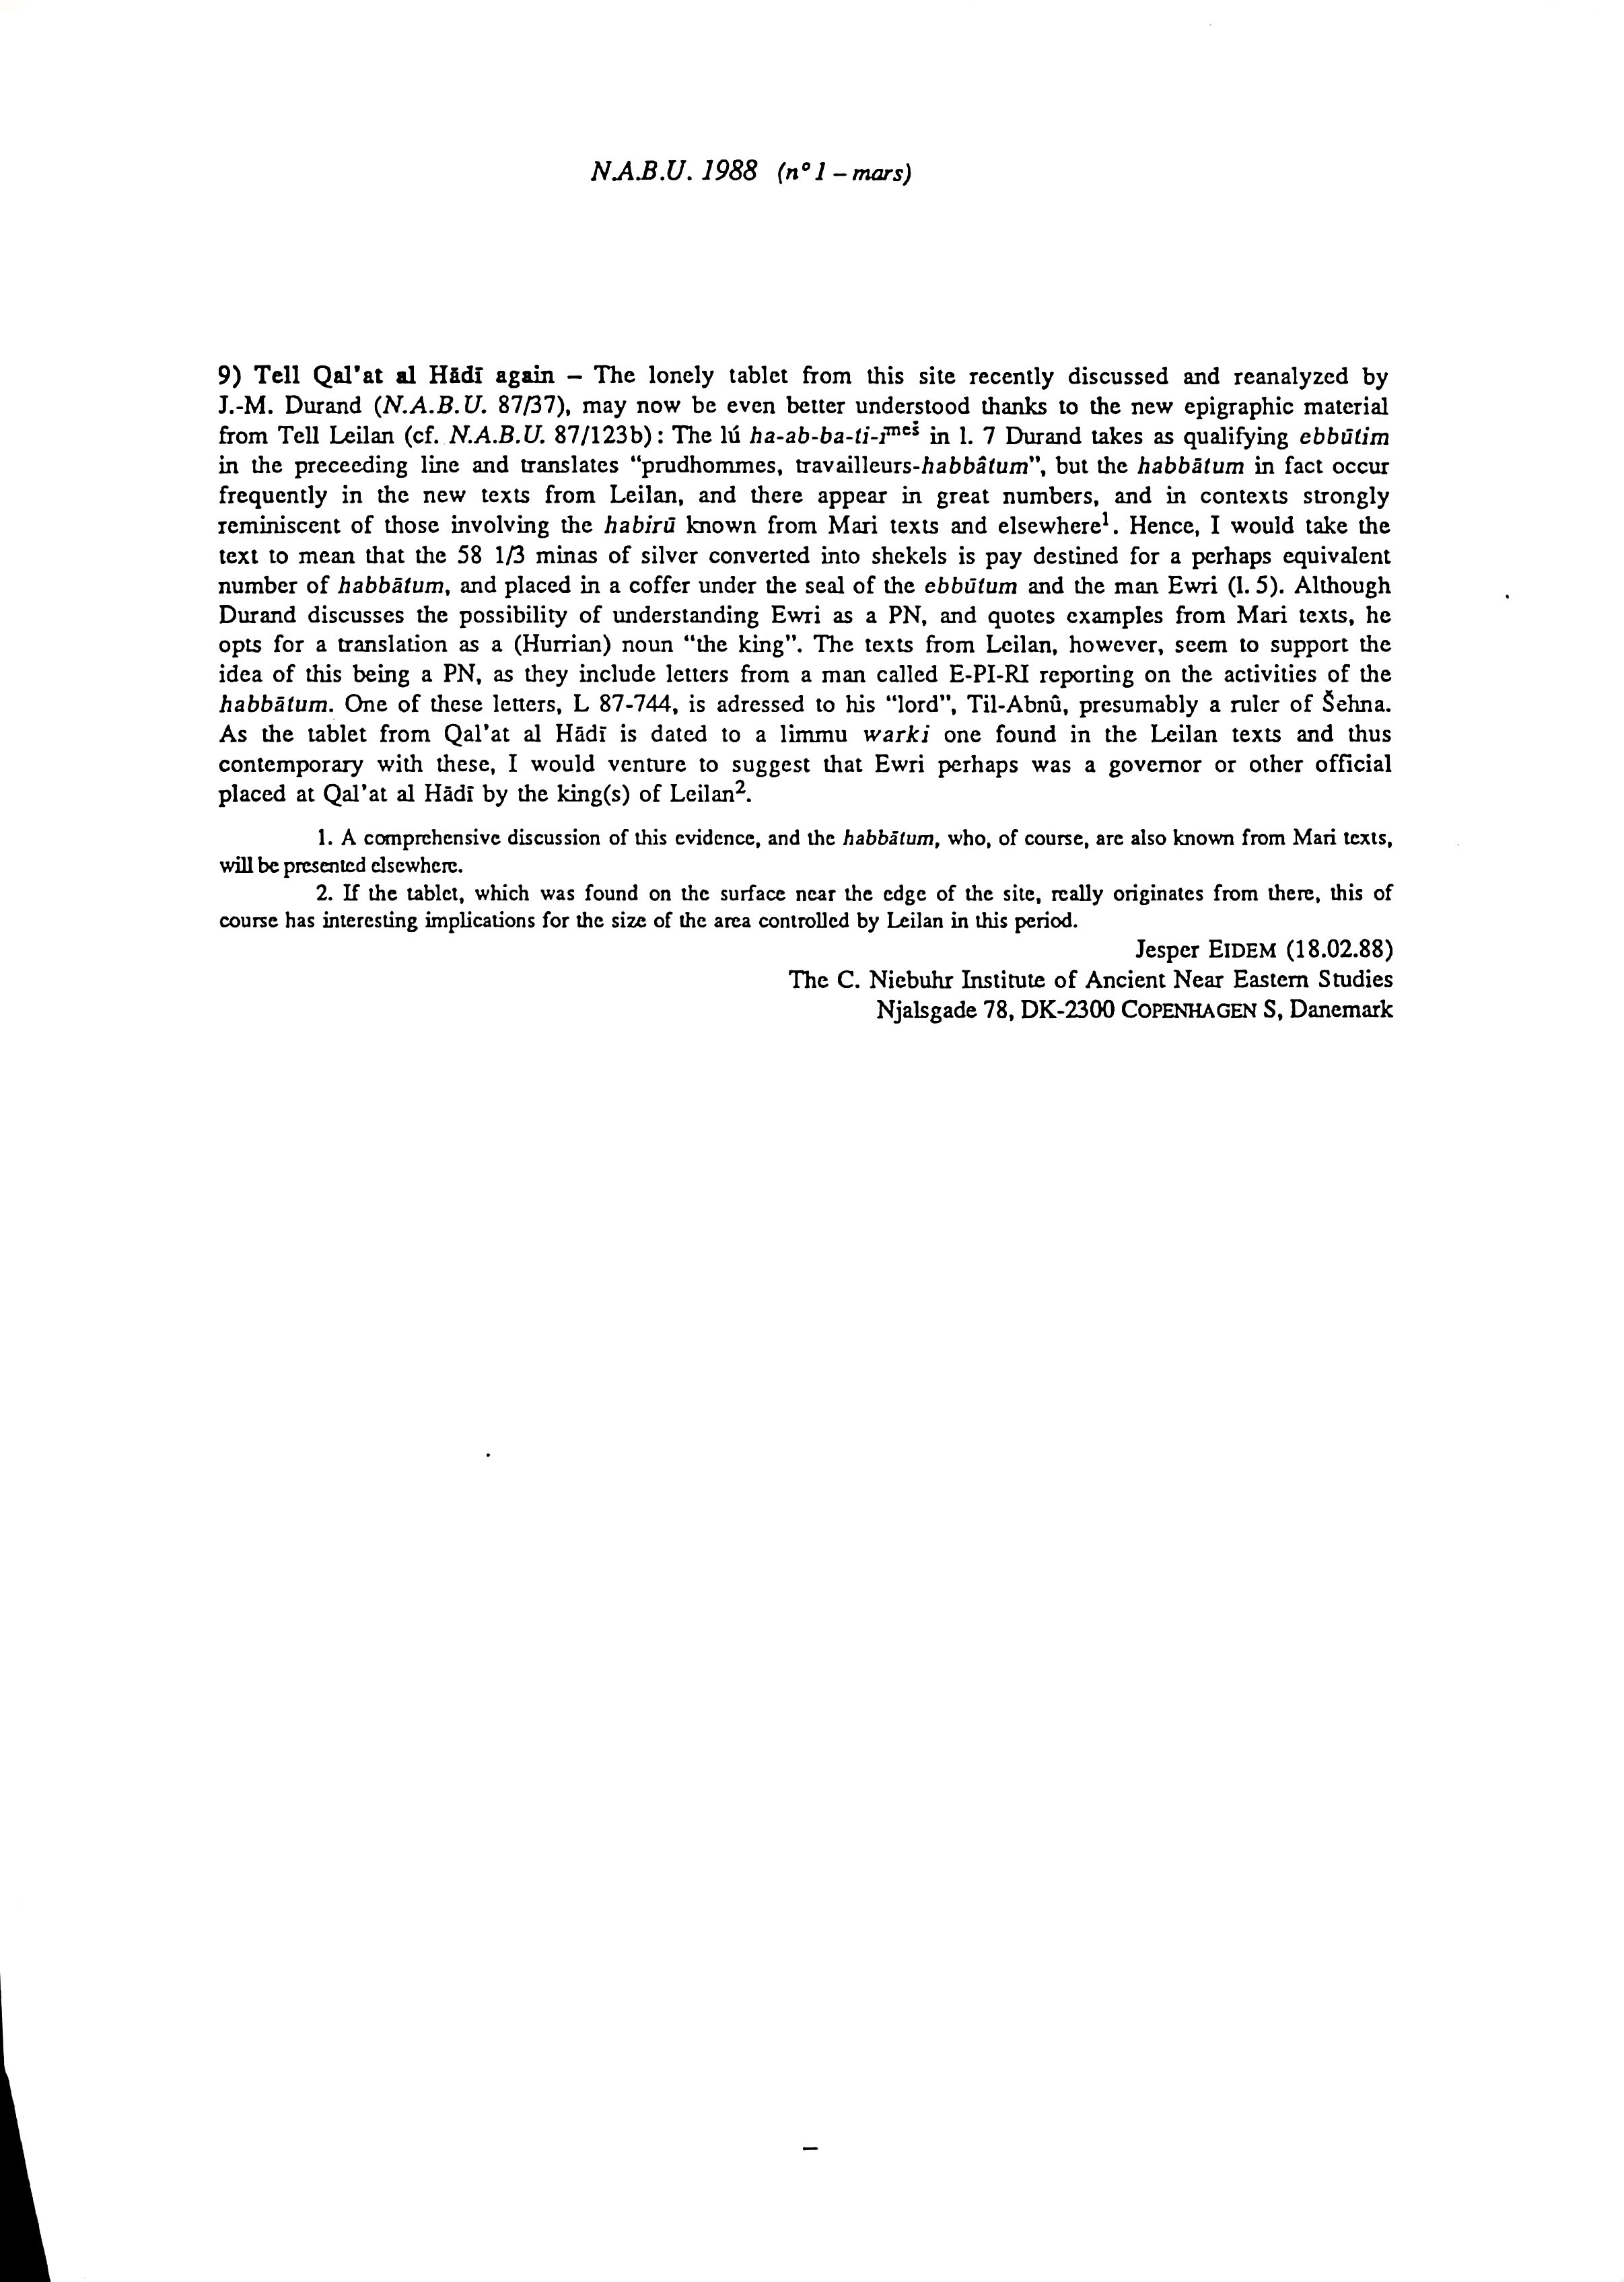 N.A.B.U. 1988 (n° 1 – mars)
9) Tell Qal'at al Hādī again – The lonely tablet from this site recently discussed and reanalyzed by
J.-M. Durand (N.A.B.U. 87/37), may now be even better understood thanks to the new epigraphic material
from Tell Leilan (cf. N.A.B.U. 87/123b) : The lú ha-ab-ba-ti-iᵐᵉš in l. 7 Durand takes as qualifying ebbūtim
in the preceeding line and translates “prudhommes, travailleurs-habbâtum”, but the habbātum in fact occur
frequently in the new texts from Leilan, and there appear in great numbers, and in contexts strongly
reminiscent of those involving the habirū known from Mari texts and elsewhere¹. Hence, I would take the
text to mean that the 58 1/3 minas of silver converted into shekels is pay destined for a perhaps equivalent
number of habbātum, and placed in a coffer under the seal of the ebbūtum and the man Ewri (l. 5). Although
Durand discusses the possibility of understanding Ewri as a PN, and quotes examples from Mari texts, he
opts for a translation as a (Hurrian) noun “the king”. The texts from Leilan, however, seem to support the
idea of this being a PN, as they include letters from a man called E-PI-RI reporting on the activities of the
habbātum. One of these letters, L 87-744, is adressed to his “lord”, Til-Abnû, presumably a ruler of Šehna.
As the tablet from Qal'at al Hādī is dated to a limmu warki one found in the Leilan texts and thus
contemporary with these, I would venture to suggest that Ewri perhaps was a governor or other official
placed at Qal'at al Hādī by the king(s) of Leilan².
1. A comprehensive discussion of this evidence, and the habbātum, who, of course, are also known from Mari texts,
will be presented elsewhere.
2. If the tablet, which was found on the surface near the edge of the site, really originates from there, this of
course has interesting implications for the size of the area controlled by Leilan in this period.
Jesper EIDEM (18.02.88)
The C. Niebuhr Institute of Ancient Near Eastern Studies
Njalsgade 78, DK-2300 COPENHAGEN S, Danemark